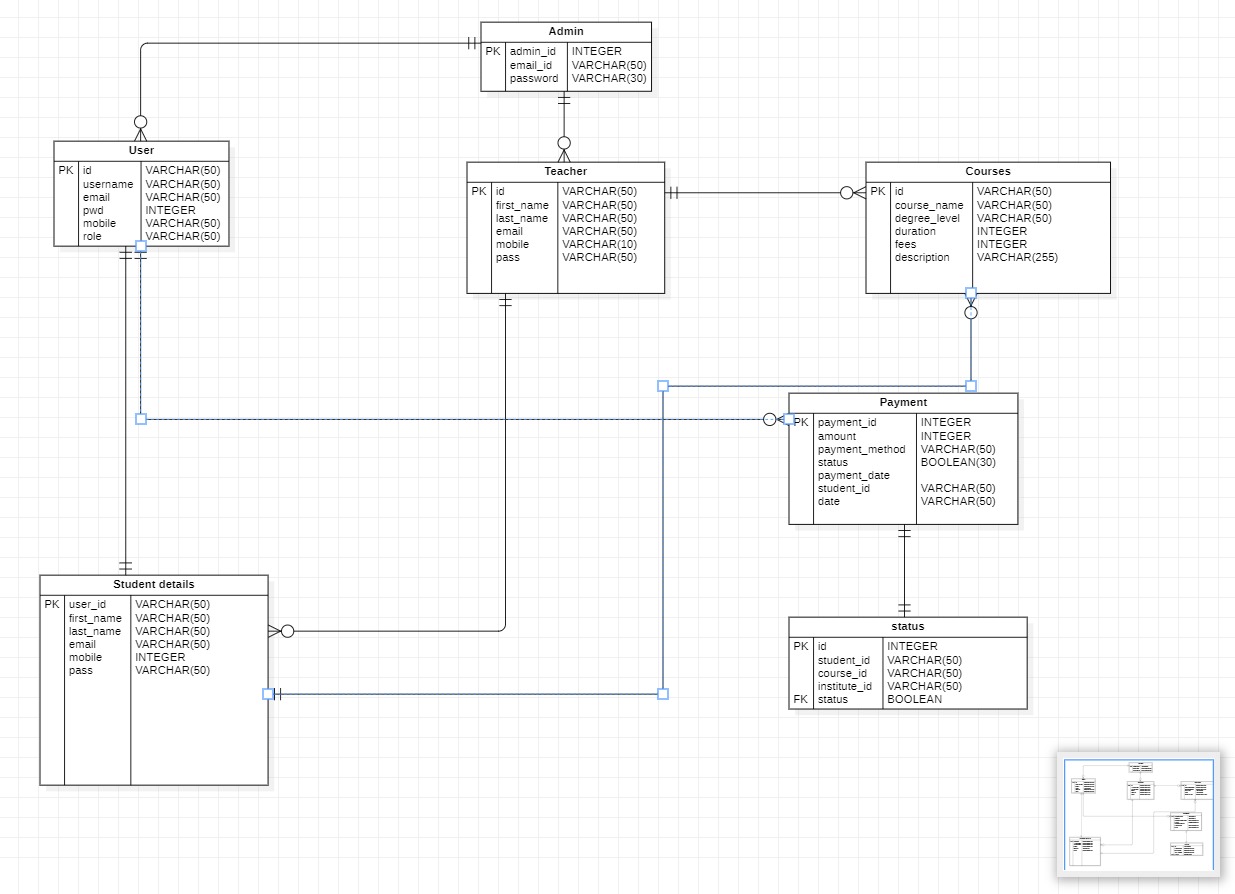 Admin
PK admin_id INTEGER
email_id VARCHAR(50)
password VARCHAR(30)
User
PK id VARCHAR(50)
username VARCHAR(50)
email VARCHAR(50)
pwd INTEGER
mobile VARCHAR(50)
role VARCHAR(50)
Teacher
PK id VARCHAR(50)
first_name VARCHAR(50)
last_name VARCHAR(50)
email VARCHAR(50)
mobile VARCHAR(10)
pass VARCHAR(50)
Courses
PK id VARCHAR(50)
course_name VARCHAR(50)
degree_level VARCHAR(50)
duration INTEGER
fees INTEGER
description VARCHAR(255)
Payment
PK payment_id INTEGER
amount INTEGER
payment_method VARCHAR(50)
status BOOLEAN(30)
payment_date
student_id VARCHAR(50)
date VARCHAR(50)
Student details
PK user_id VARCHAR(50)
first_name VARCHAR(50)
last_name VARCHAR(50)
email VARCHAR(50)
mobile INTEGER
pass VARCHAR(50)
status
PK id INTEGER
student_id VARCHAR(50)
course_id VARCHAR(50)
institute_id VARCHAR(50)
FK status BOOLEAN